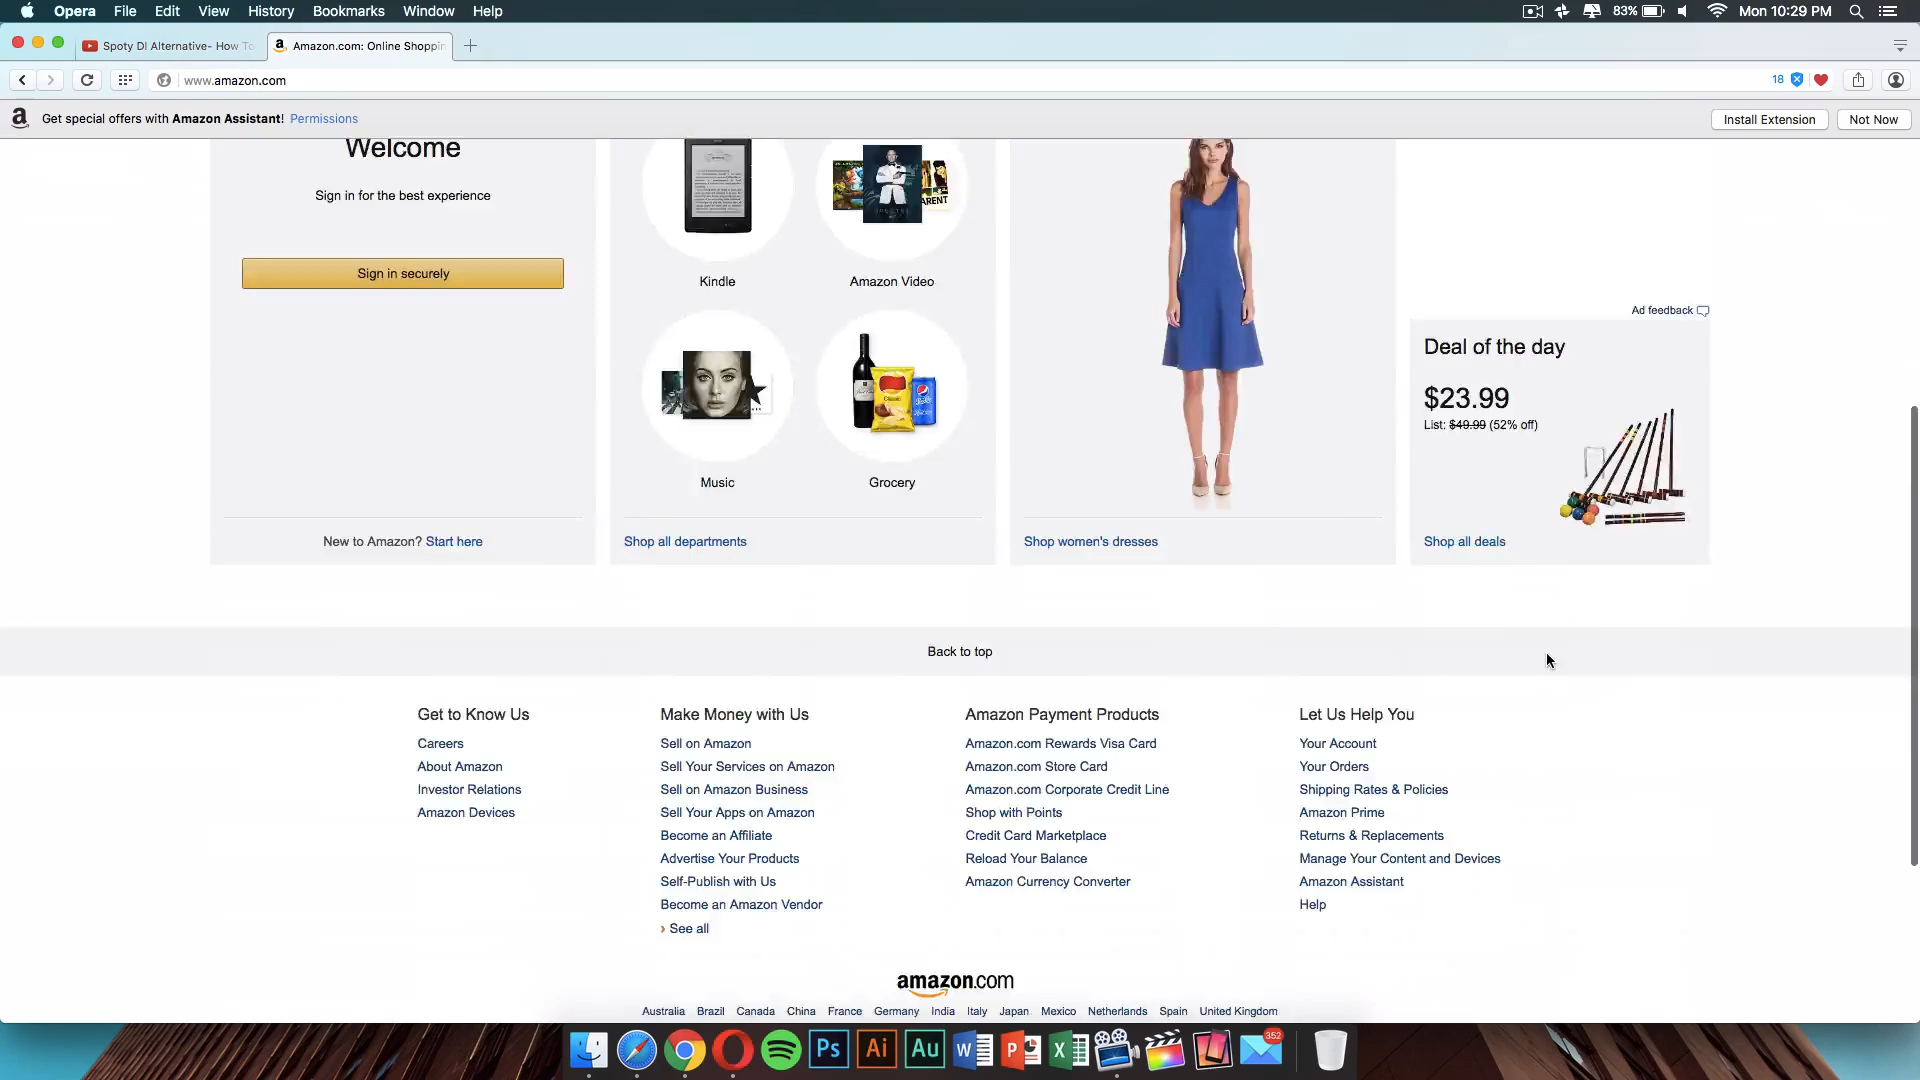 Opera File Edit View History Bookmarks Window Help 83% Mon 10:29 PM
Spoty Dl Alternative- How To
Amazon.com: Online Shoppin
www.amazon.com
18
Get special offers with Amazon Assistant! Permissions
Install Extension
Not Now
Welcome
Sign in for the best experience
Sign in securely
New to Amazon? Start here
Kindle
Amazon Video
Music
Grocery
Shop all departments
Shop women's dresses
Ad feedback
Deal of the day
$23.99
List: $49.99 (52% off)
Shop all deals
Back to top
Get to Know Us
Careers
About Amazon
Investor Relations
Amazon Devices
Make Money with Us
Sell on Amazon
Sell Your Services on Amazon
Sell on Amazon Business
Sell Your Apps on Amazon
Become an Affiliate
Advertise Your Products
Self-Publish with Us
Become an Amazon Vendor
› See all
Amazon Payment Products
Amazon.com Rewards Visa Card
Amazon.com Store Card
Amazon.com Corporate Credit Line
Shop with Points
Credit Card Marketplace
Reload Your Balance
Amazon Currency Converter
Let Us Help You
Your Account
Your Orders
Shipping Rates & Policies
Amazon Prime
Returns & Replacements
Manage Your Content and Devices
Amazon Assistant
Help
amazon.com
Australia Brazil Canada China France Germany India Italy Japan Mexico Netherlands Spain United Kingdom
Ps Ai Au W P X 352